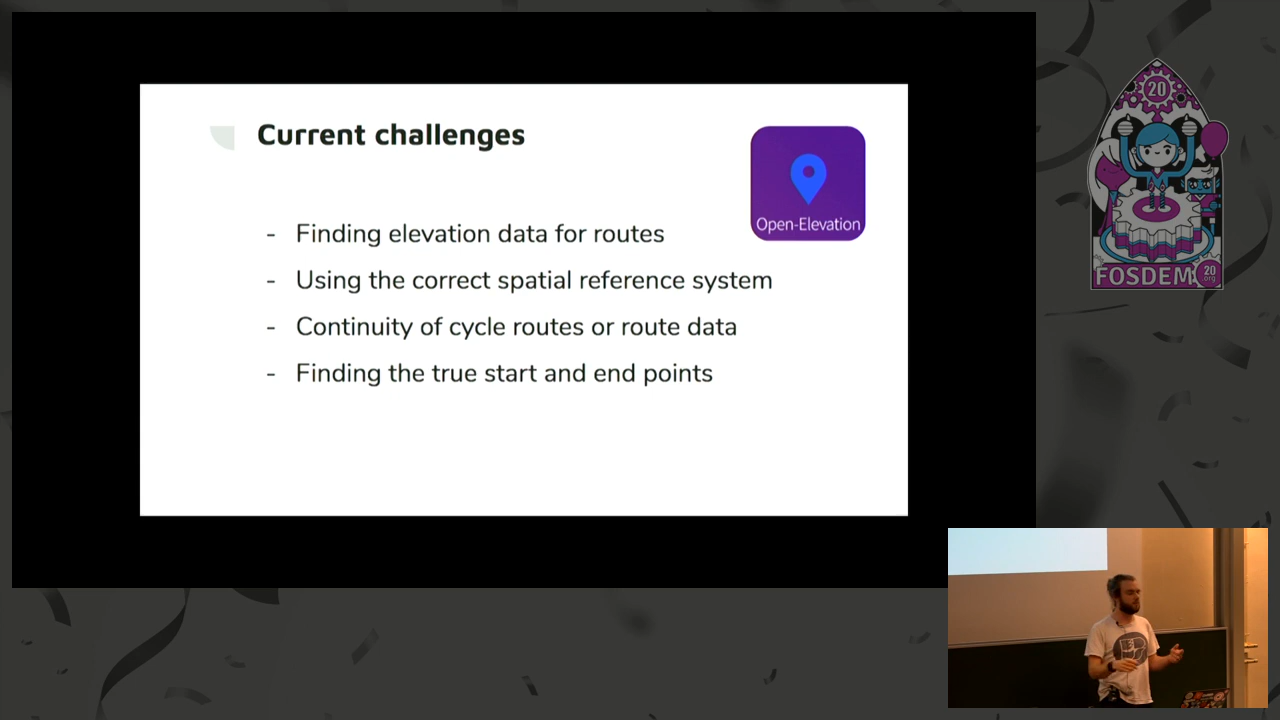 Current challenges
Open-Elevation
- Finding elevation data for routes
- Using the correct spatial reference system
- Continuity of cycle routes or route data
- Finding the true start and end points
20
FOSDEM
20
org